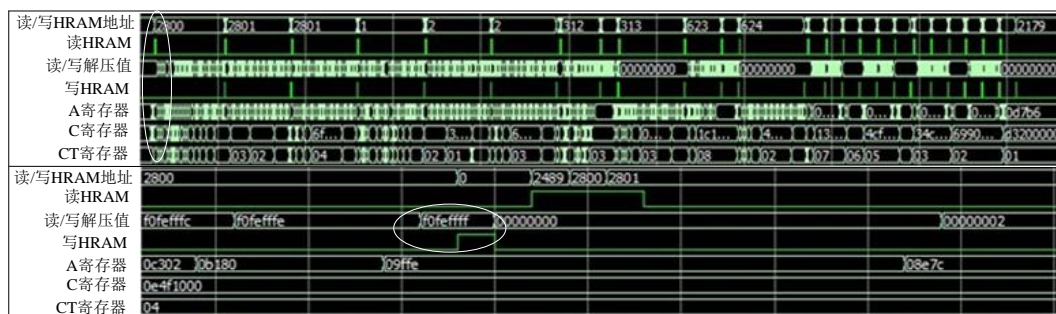 读/写HRAM地址 2800 2801 2801 1 2 2 312 313 623 624 2179
读HRAM
读/写解压值 00000000 00000000 00000000
写HRAM
A寄存器 0... 0... 0... 0... 0d7b6
C寄存器 6f... 3... 6... 0... 1c1... 4... 13... 4cf... 34c... 6990... d320000
CT寄存器 03 02 04 02 01 03 03 03 08 02 07 06 05 03 02 01
读/写HRAM地址 2800 0 2489 2800 2801
读HRAM
读/写解压值 f0fefffc f0fefffe f0feffff 00000000 00000002
写HRAM
A寄存器 0c302 0b180 09ffe 08e7c
C寄存器 0e4f1000
CT寄存器 04